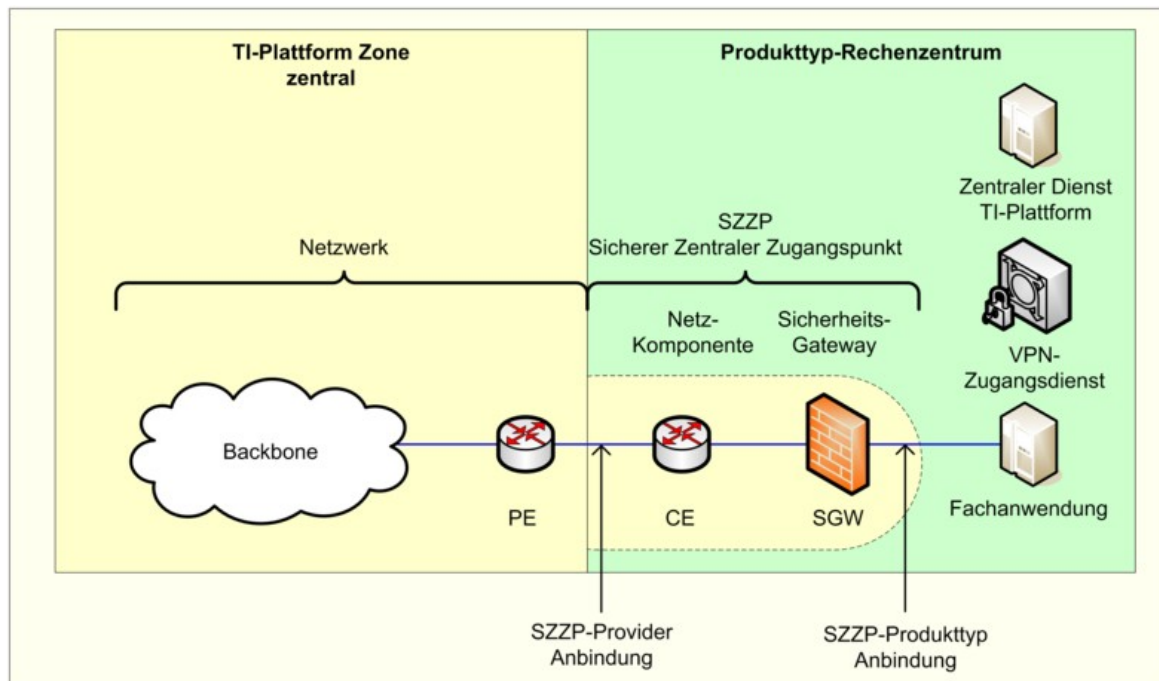 TI-Plattform Zone
zentral
Produkttyp-Rechenzentrum
Zentraler Dienst
TI-Plattform
SZZP
Sicherer Zentraler Zugangspunkt
Netzwerk
Netz-
Komponente
Sicherheits-
Gateway
VPN-
Zugangsdienst
Backbone
PE
CE
SGW
Fachanwendung
SZZP-Provider
Anbindung
SZZP-Produkttyp
Anbindung